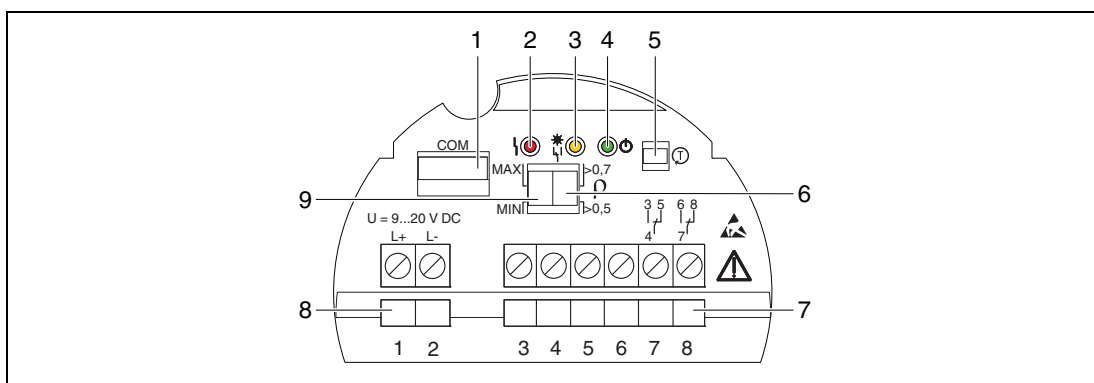 1 2 3 4 5
COM
T
MAX >0,7
9 ρ 6
MIN >0,5
U = 9...20 V DC
3 5 6 8
4 7
L+ L-
8 7
1 2 3 4 5 6 7 8